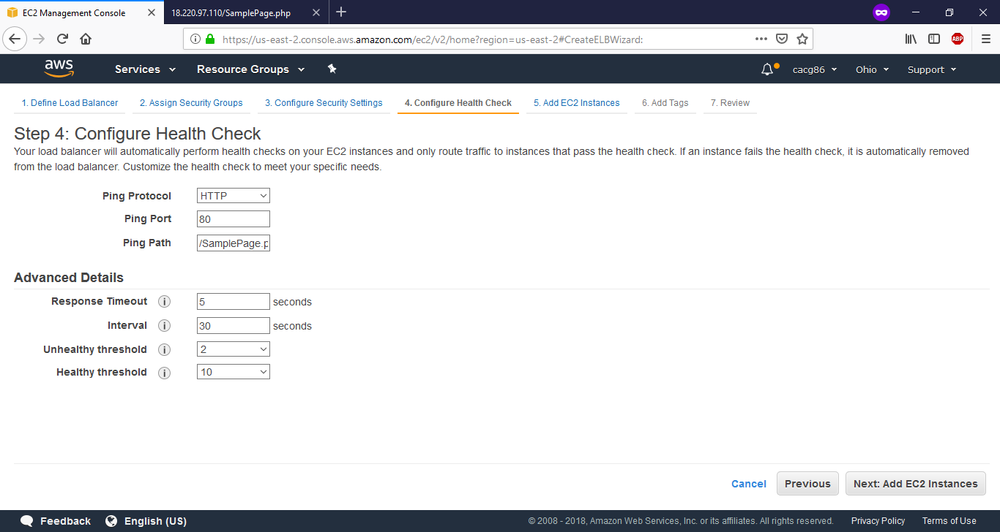 EC2 Management Console
18.220.97.110/SamplePage.php
https://us-east-2.console.aws.amazon.com/ec2/v2/home?region=us-east-2#CreateELBWizard:
ABP
aws Services Resource Groups cacg86 Ohio Support
1. Define Load Balancer 2. Assign Security Groups 3. Configure Security Settings 4. Configure Health Check 5. Add EC2 Instances 6. Add Tags 7. Review
Step 4: Configure Health Check
Your load balancer will automatically perform health checks on your EC2 instances and only route traffic to instances that pass the health check. If an instance fails the health check, it is automatically removed
from the load balancer. Customize the health check to meet your specific needs.
Ping Protocol HTTP
Ping Port 80
Ping Path /SamplePage.p
Advanced Details
Response Timeout i 5 seconds
Interval i 30 seconds
Unhealthy threshold i 2
Healthy threshold i 10
Cancel Previous Next: Add EC2 Instances
Feedback English (US) © 2008 - 2018, Amazon Web Services, Inc. or its affiliates. All rights reserved. Privacy Policy Terms of Use